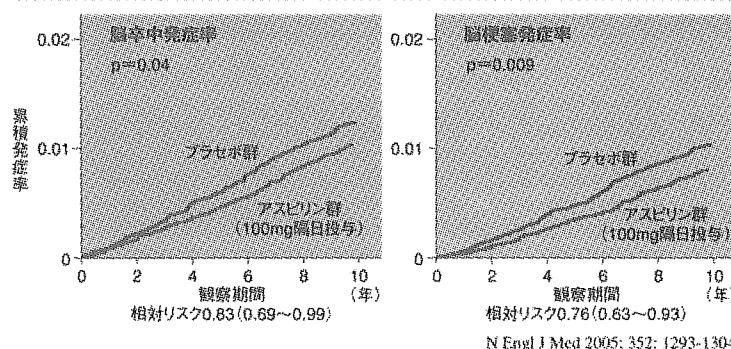 脳卒中発症率
p=0.04
0.02
0.01
0
累積発症率
プラセボ群
アスピリン群
(100mg隔日投与)
0 2 4 6 8 10
観察期間 (年)
相対リスク0.83(0.69〜0.99)
脳梗塞発症率
p=0.009
0.02
0.01
0
プラセボ群
アスピリン群
(100mg隔日投与)
0 2 4 6 8 10
観察期間 (年)
相対リスク0.76(0.63〜0.93)
N Engl J Med 2005; 352: 1293-1304